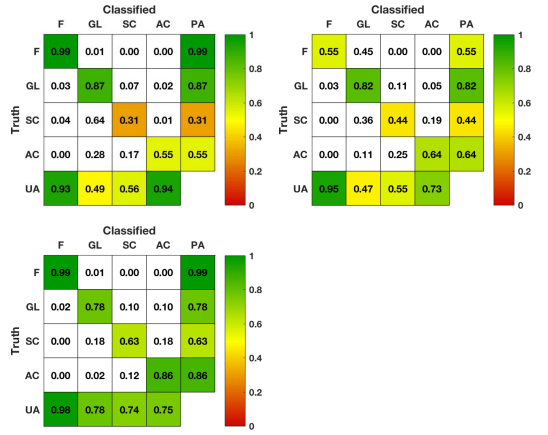 Classified
F GL SC AC PA
Truth
F 0.99 0.01 0.00 0.00 0.99
GL 0.03 0.87 0.07 0.02 0.87
SC 0.04 0.64 0.31 0.01 0.31
AC 0.00 0.28 0.17 0.55 0.55
UA 0.93 0.49 0.56 0.94
1
0.8
0.6
0.4
0.2
0
Classified
F GL SC AC PA
Truth
F 0.55 0.45 0.00 0.00 0.55
GL 0.03 0.82 0.11 0.05 0.82
SC 0.00 0.36 0.44 0.19 0.44
AC 0.00 0.11 0.25 0.64 0.64
UA 0.95 0.47 0.55 0.73
1
0.8
0.6
0.4
0.2
0
Classified
F GL SC AC PA
Truth
F 0.99 0.01 0.00 0.00 0.99
GL 0.02 0.78 0.10 0.10 0.78
SC 0.00 0.18 0.63 0.18 0.63
AC 0.00 0.02 0.12 0.86 0.86
UA 0.98 0.78 0.74 0.75
1
0.8
0.6
0.4
0.2
0